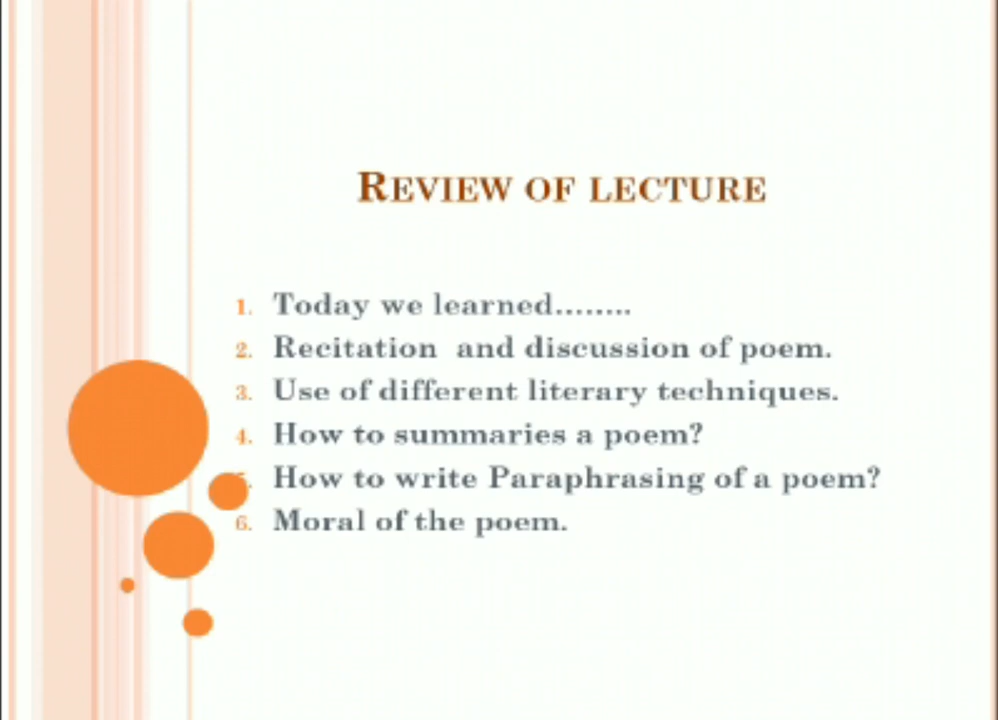 REVIEW OF LECTURE
1. Today we learned........
2. Recitation and discussion of poem.
3. Use of different literary techniques.
4. How to summaries a poem?
5. How to write Paraphrasing of a poem?
6. Moral of the poem.